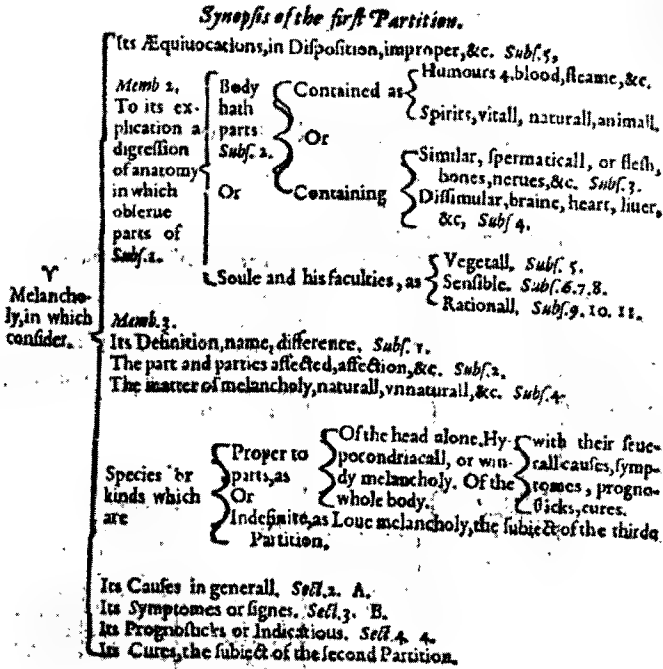 Synopſis of the firſt Partition.
Its Æquiuocations,in Diſpoſition,improper,&c. Subſ.5,
Memb 2.
To its ex-
plication a
digreſſion
of anatomy
in which
obſerue
parts of
Subſ.1.
Body
hath
parts
Subſ. 2.
Or
Contained as
Humours 4.blood,fleame,&c.
Spirits,vitall, naturall,animall.
Or
Containing
Similar, ſpermaticall, or fleſh,
bones,nerues,&c. Subſ.3.
Diſſimular,braine, heart, liuer,
&c, Subſ 4.
Soule and his faculties, as
Vegetall. Subſ. 5.
Senſible. Subſ.6.7.8.
Rationall. Subſ.9.10.11.
♈
Melancho-
ly,in which
conſider.
Memb.3.
Its Definition,name,difference. Subſ.1.
The part and parties affected,affection,&c. Subſ.2.
The matter of melancholy,naturall,vnnaturall,&c. Subſ.4.
Species or
kinds which
are
Proper to
parts,as
Or
Of the head alone.Hy-
pocondriacall, or win-
dy melancholy. Of the
whole body.
with their ſeue-
rall cauſes,ſymp-
tomes, progno-
ſticks,cures.
Indefinite,as Loue melancholy,the ſubiect of the thirde
Partition.
Its Cauſes in generall. Sect.2. A.
Its Symptomes or ſignes. Sect.3. B.
Its Prognoſticks or Indicatious. Sect.4. 4.
Its Cures,the ſubiect of the ſecond Partition.